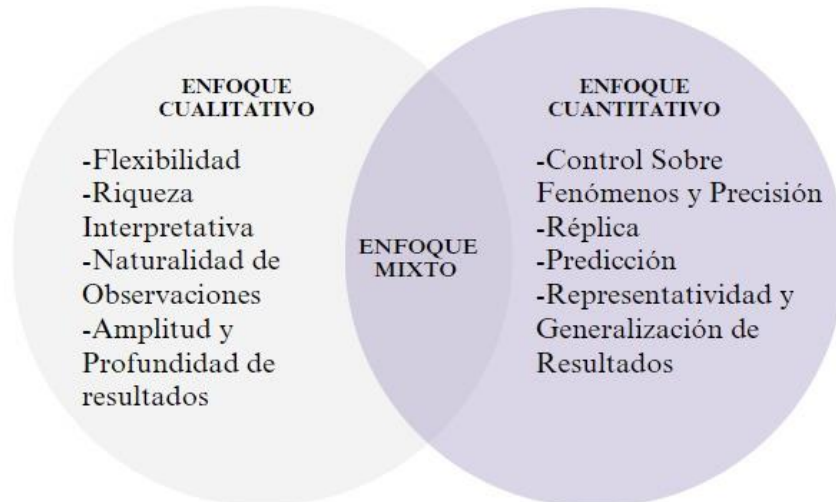 ENFOQUE
CUALITATIVO
-Flexibilidad
-Riqueza
Interpretativa
-Naturalidad de
Observaciones
-Amplitud y
Profundidad de
resultados
ENFOQUE
MIXTO
ENFOQUE
CUANTITATIVO
-Control Sobre
Fenómenos y Precisión
-Réplica
-Predicción
-Representatividad y
Generalización de
Resultados